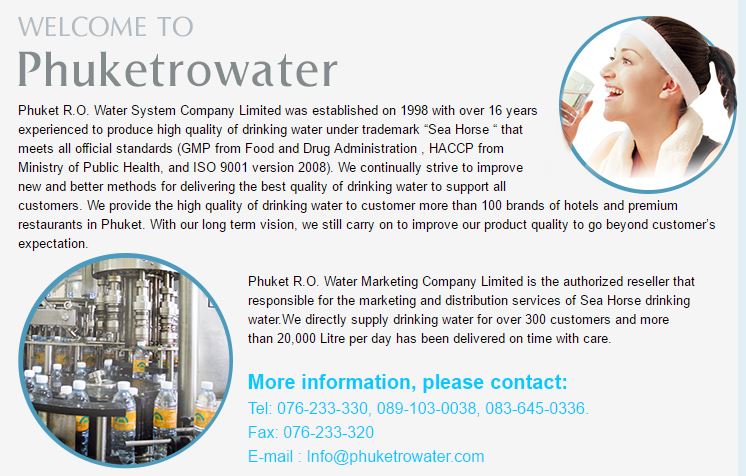 WELCOME TO
Phuketrowater
Phuket R.O. Water System Company Limited was established on 1998 with over 16 years
experienced to produce high quality of drinking water under trademark “Sea Horse “ that
meets all official standards (GMP from Food and Drug Administration , HACCP from
Ministry of Public Health, and ISO 9001 version 2008). We continually strive to improve
new and better methods for delivering the best quality of drinking water to support all
customers. We provide the high quality of drinking water to customer more than 100 brands of hotels and premium
restaurants in Phuket. With our long term vision, we still carry on to improve our product quality to go beyond customer’s
expectation.
Phuket R.O. Water Marketing Company Limited is the authorized reseller that
responsible for the marketing and distribution services of Sea Horse drinking
water.We directly supply drinking water for over 300 customers and more
than 20,000 Litre per day has been delivered on time with care.
More information, please contact:
Tel: 076-233-330, 089-103-0038, 083-645-0336.
Fax: 076-233-320
E-mail : Info@phuketrowater.com